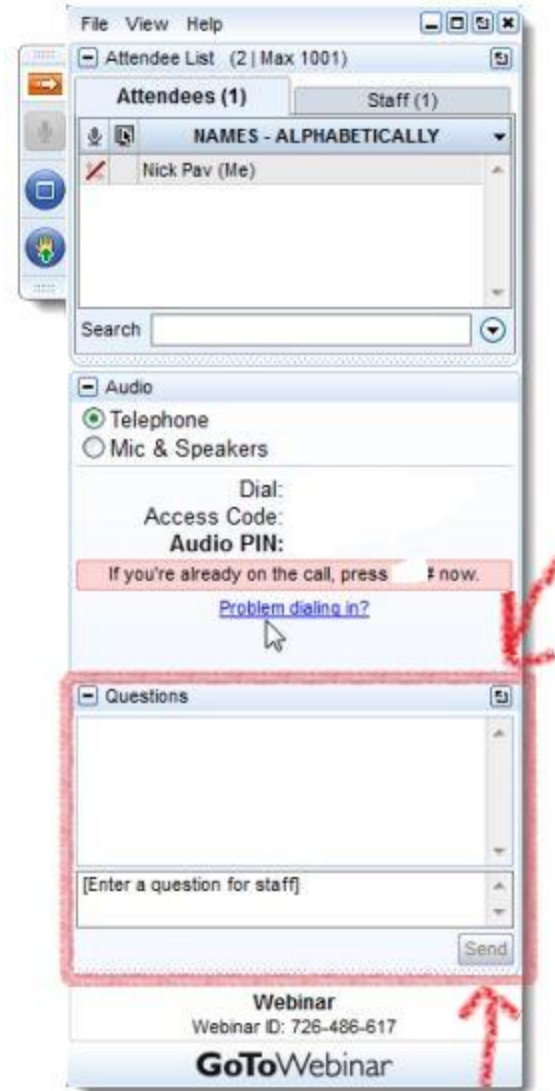 File View Help
Attendee List (2 | Max 1001)
Attendees (1) Staff (1)
NAMES - ALPHABETICALLY
Nick Pav (Me)
Search
Audio
Telephone
Mic & Speakers
Dial:
Access Code:
Audio PIN:
If you're already on the call, press # now.
Problem dialing in?
Questions
[Enter a question for staff]
Send
Webinar
Webinar ID: 726-486-617
GoToWebinar